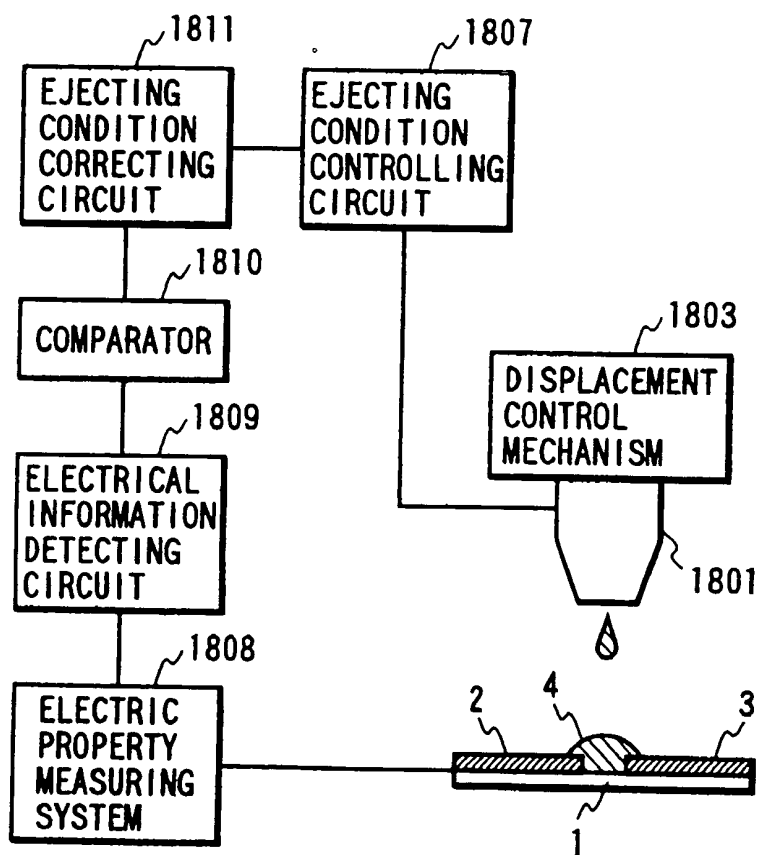 1811
EJECTING
CONDITION
CORRECTING
CIRCUIT
1807
EJECTING
CONDITION
CONTROLLING
CIRCUIT
1810
COMPARATOR
1803
DISPLACEMENT
CONTROL
MECHANISM
1809
ELECTRICAL
INFORMATION
DETECTING
CIRCUIT
1801
1808
ELECTRIC
PROPERTY
MEASURING
SYSTEM
2
4
3
1